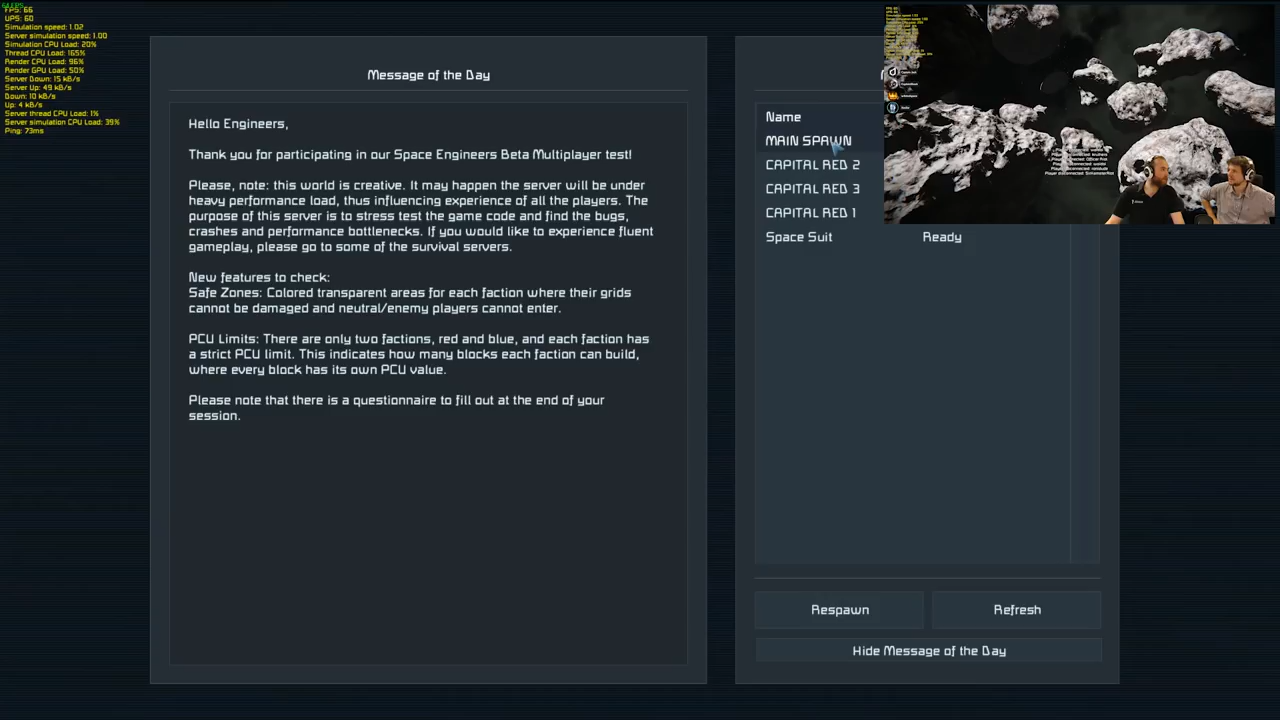 FPS: 66
UPS: 60
Simulation speed: 1.02
Server simulation speed: 1.00
Simulation CPU Load: 20%
Thread CPU Load: 165%
Render CPU Load: 96%
Render GPU Load: 50%
Server Down: 15 kB/s
Server Up: 49 kB/s
Down: 10 kB/s
Up: 4 kB/s
Server thread CPU Load: 1%
Server simulation CPU Load: 39%
Ping: 73ms
Message of the Day
Hello Engineers,
Thank you for participating in our Space Engineers Beta Multiplayer test!
Please, note: this world is creative. It may happen the server will be under
heavy performance load, thus influencing experience of all the players. The
purpose of this server is to stress test the game code and find the bugs,
crashes and performance bottlenecks. If you would like to experience fluent
gameplay, please go to some of the survival servers.
New features to check:
Safe Zones: Colored transparent areas for each faction where their grids
cannot be damaged and neutral/enemy players cannot enter.
PCU Limits: There are only two factions, red and blue, and each faction has
a strict PCU limit. This indicates how many blocks each faction can build,
where every block has its own PCU value.
Please note that there is a questionnaire to fill out at the end of your
session.
Name
MAIN SPAWN
CAPITAL RED 2
CAPITAL RED 3
CAPITAL RED 1
Space Suit Ready
Respawn Refresh
Hide Message of the Day